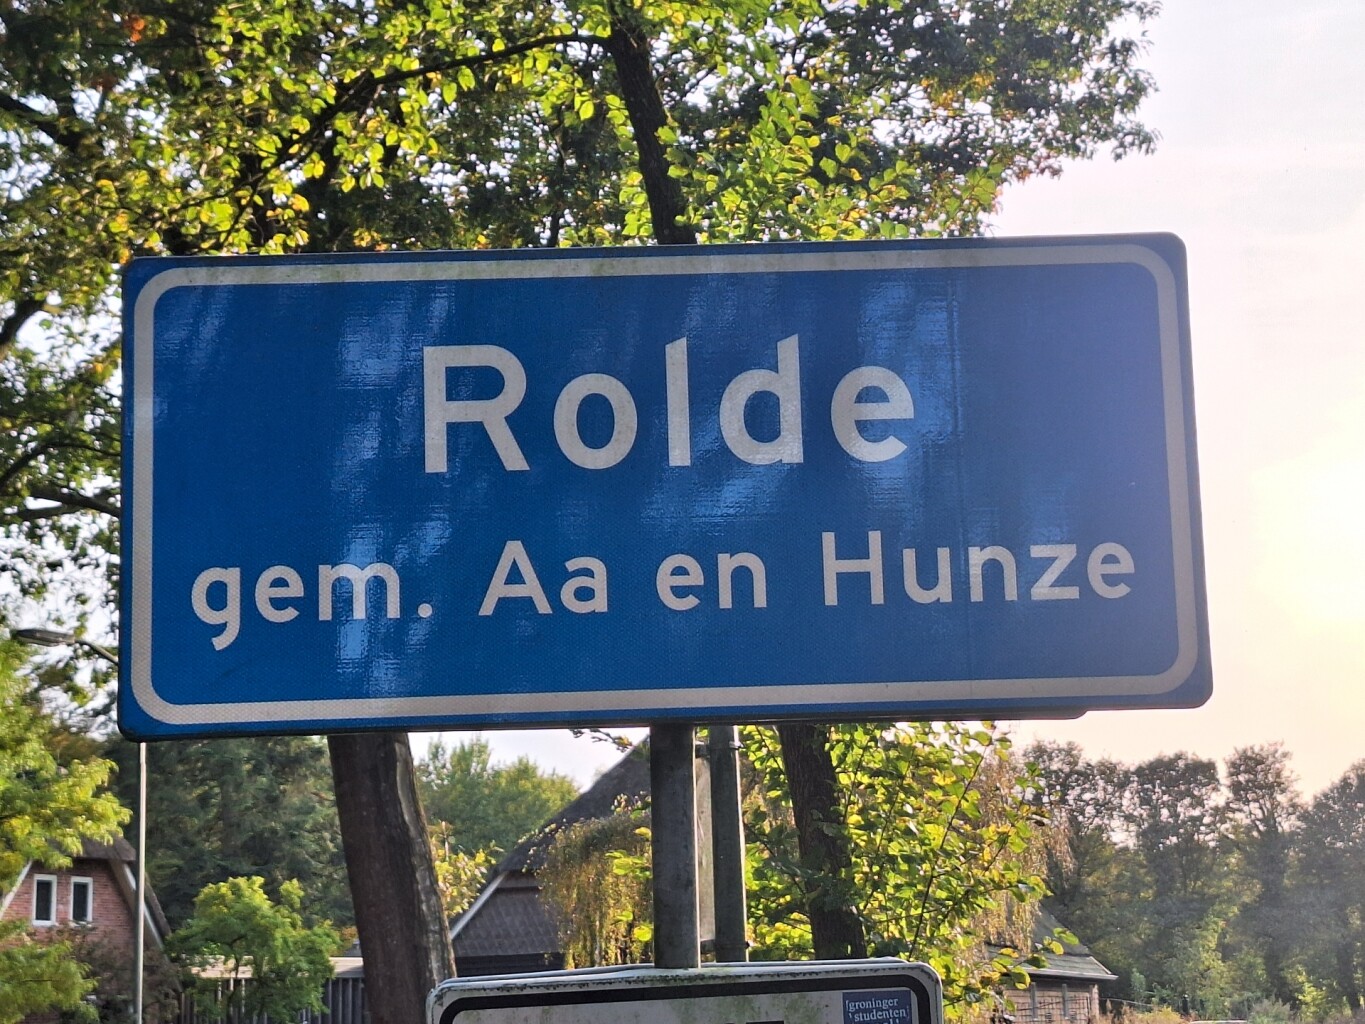 Rolde
gem. Aa en Hunze
groninger
studenten